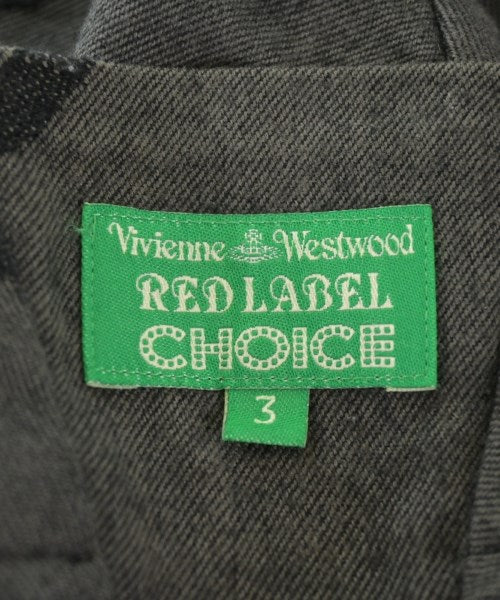 Vivienne Westwood
RED LABEL
CHOICE
3